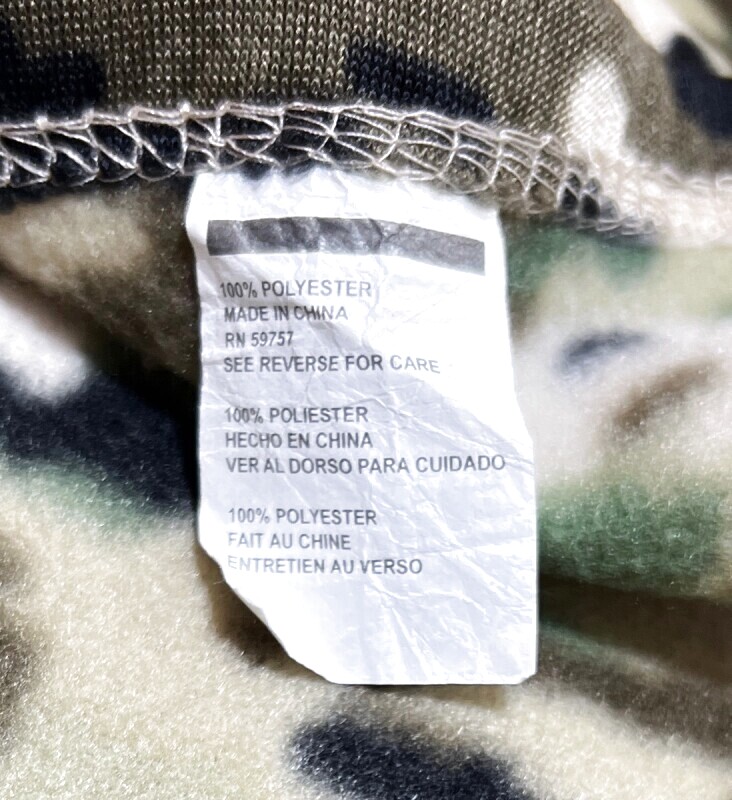 100% POLYESTER
MADE IN CHINA
RN 59757
SEE REVERSE FOR CARE
100% POLIESTER
HECHO EN CHINA
VER AL DORSO PARA CUIDADO
100% POLYESTER
FAIT AU CHINE
ENTRETIEN AU VERSO